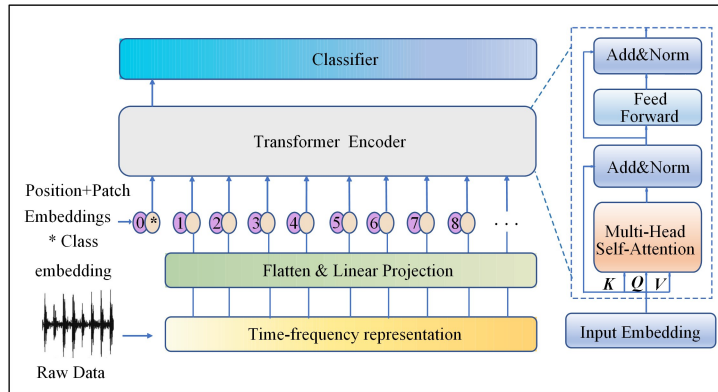 Classifier
Transformer Encoder
Position+Patch
Embeddings
* Class
embedding
0 * 1 2 3 4 5 6 7 8 ...
Flatten & Linear Projection
Time-frequency representation
Raw Data
Add&Norm
Feed
Forward
Add&Norm
Multi-Head
Self-Attention
K Q V
Input Embedding